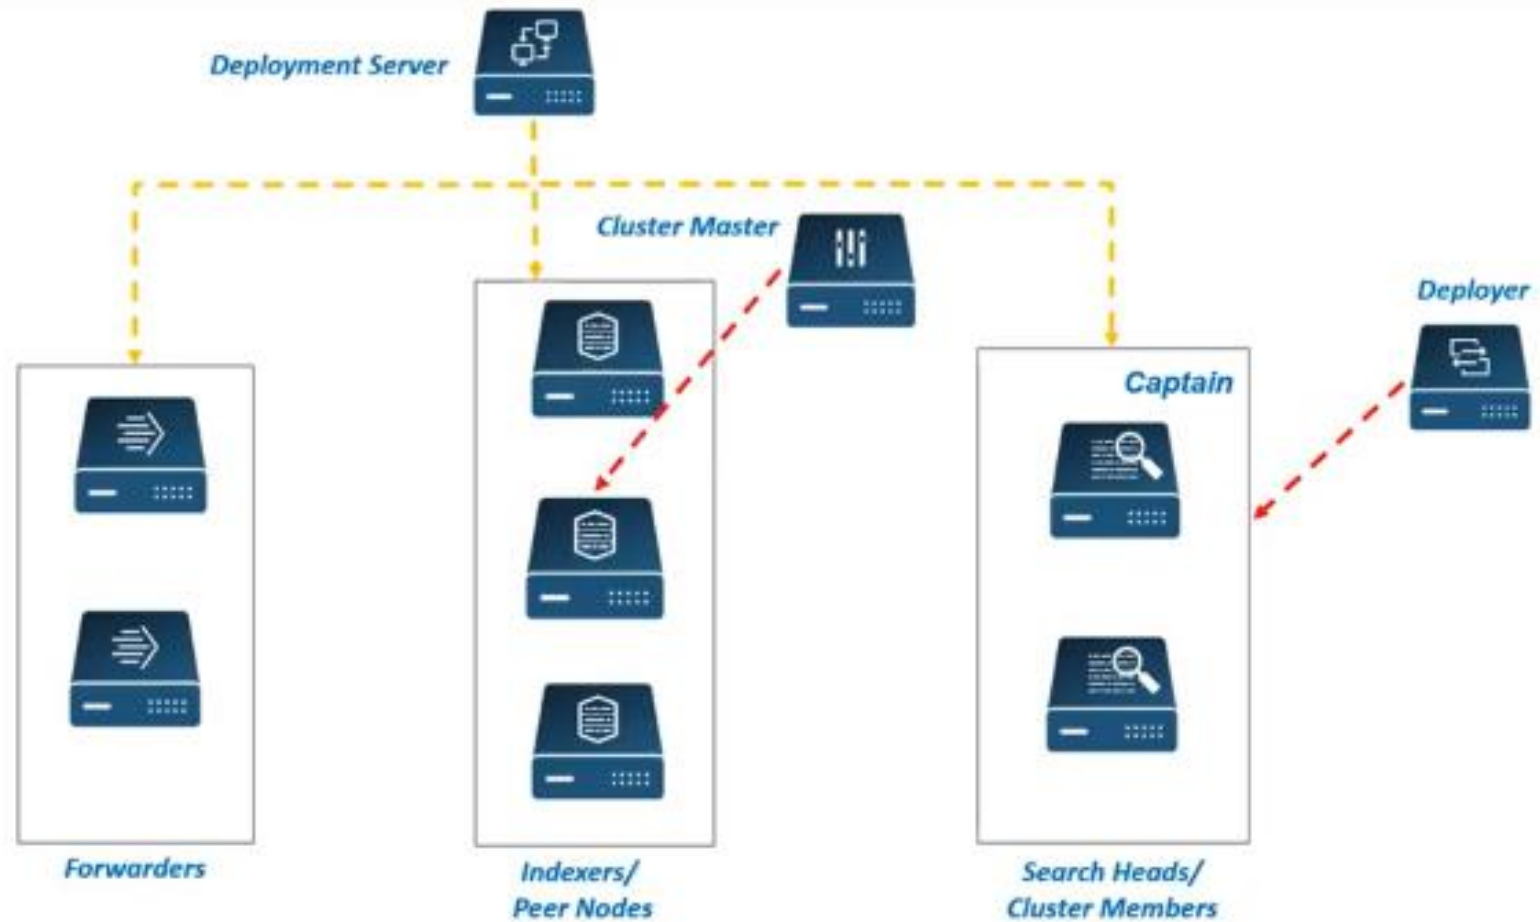 Deployment Server
Cluster Master
Deployer
Captain
Forwarders
Indexers/
Peer Nodes
Search Heads/
Cluster Members